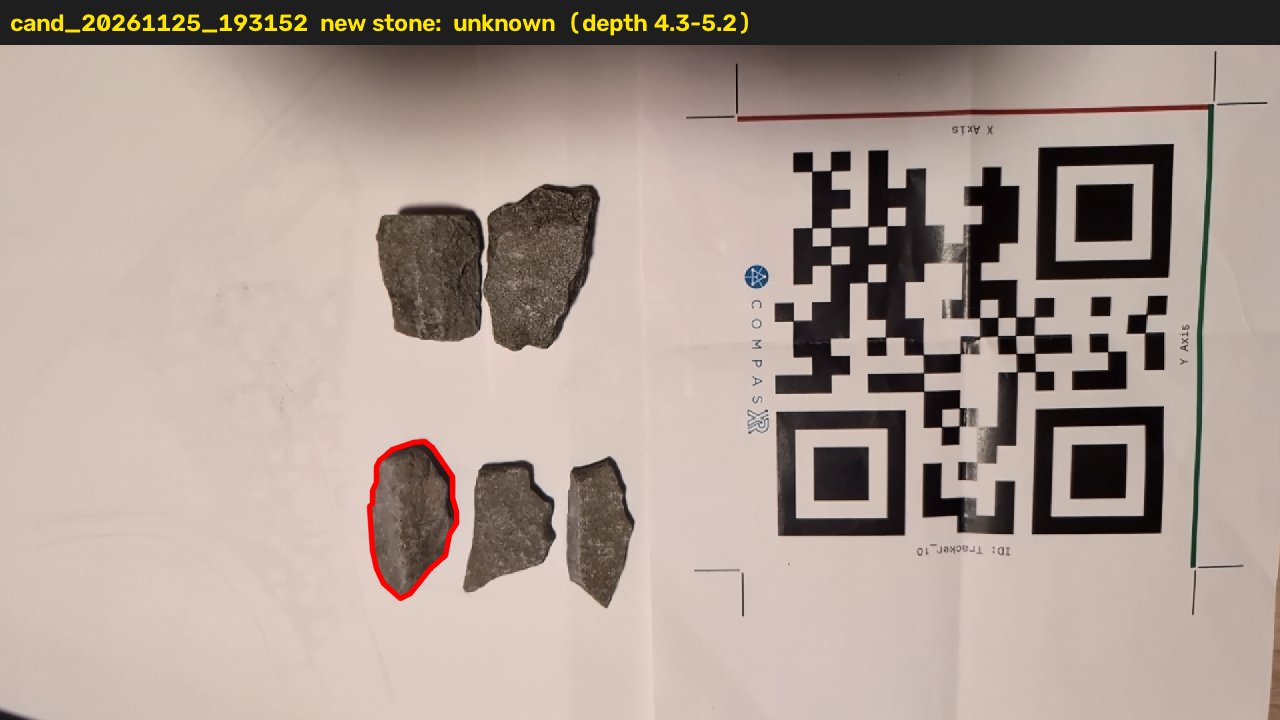 cand_20261125_193152 new stone: unknown (depth 4.3-5.2)
X Axis
Y Axis
COMPAS XR
ID: Tracker_10